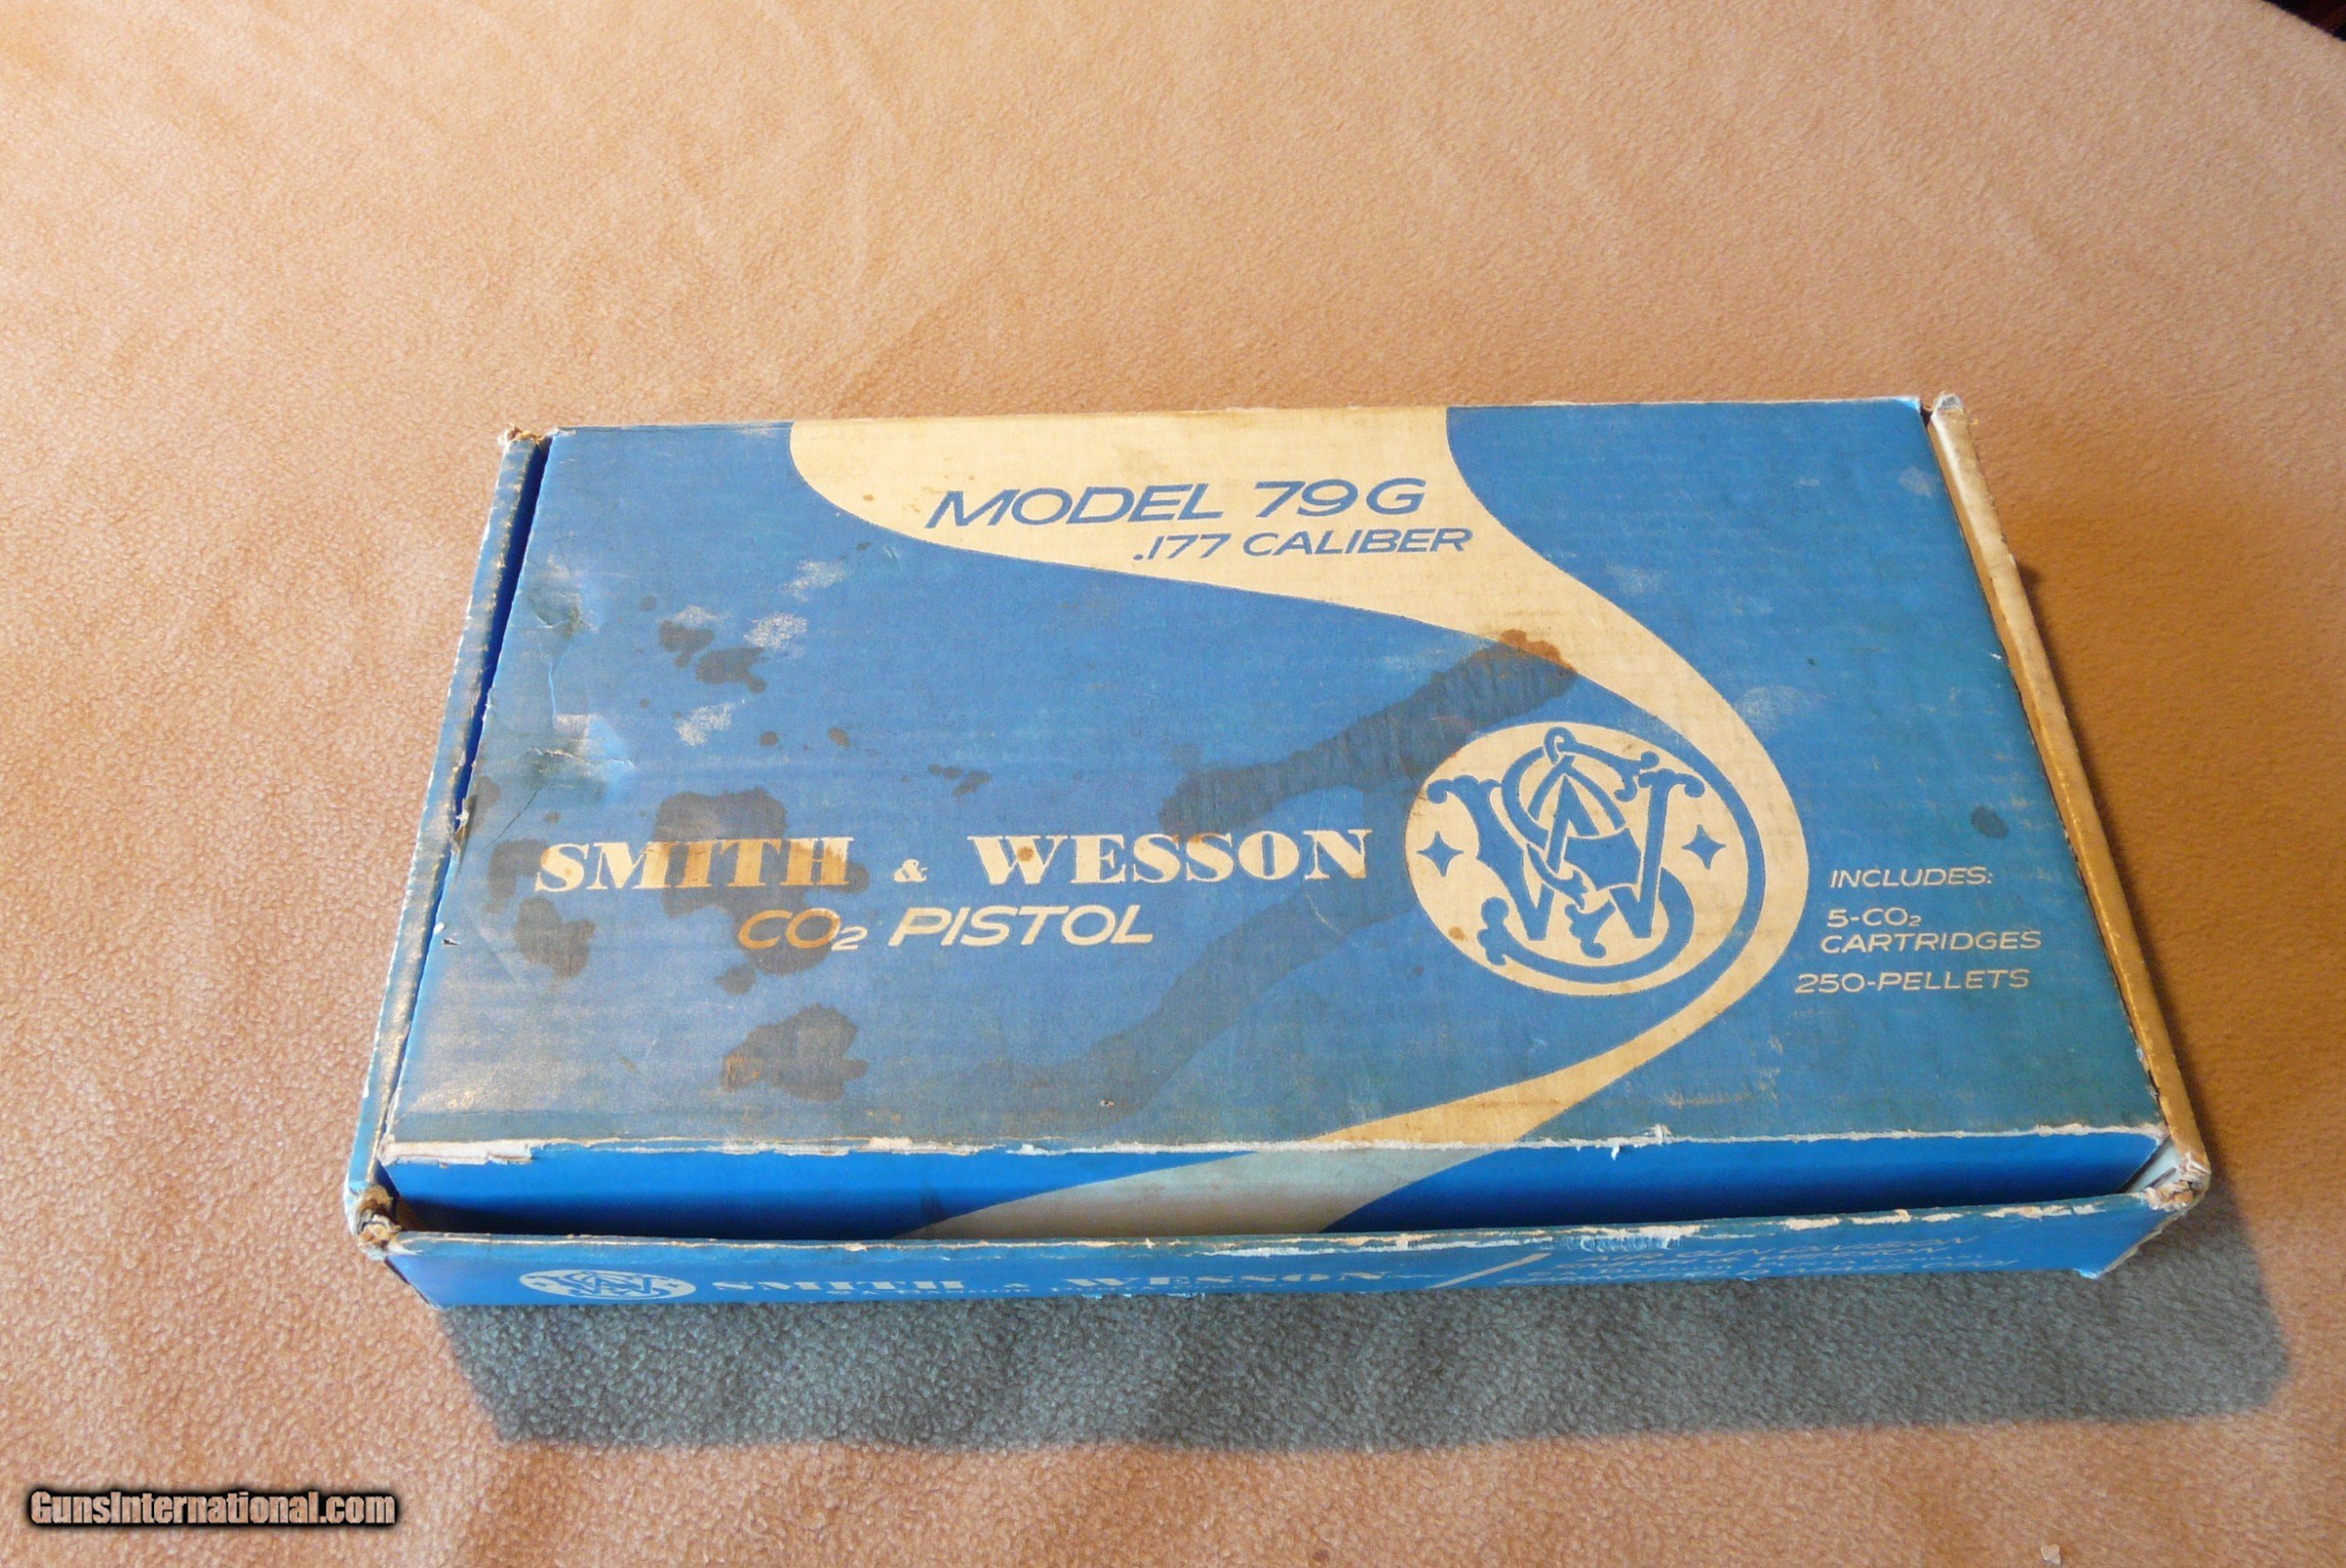 MODEL 79G
.177 CALIBER
SMITH & WESSON
CO2 PISTOL
INCLUDES:
5-CO2
CARTRIDGES
250-PELLETS
SMITH & WESSON
GunsInternational.com